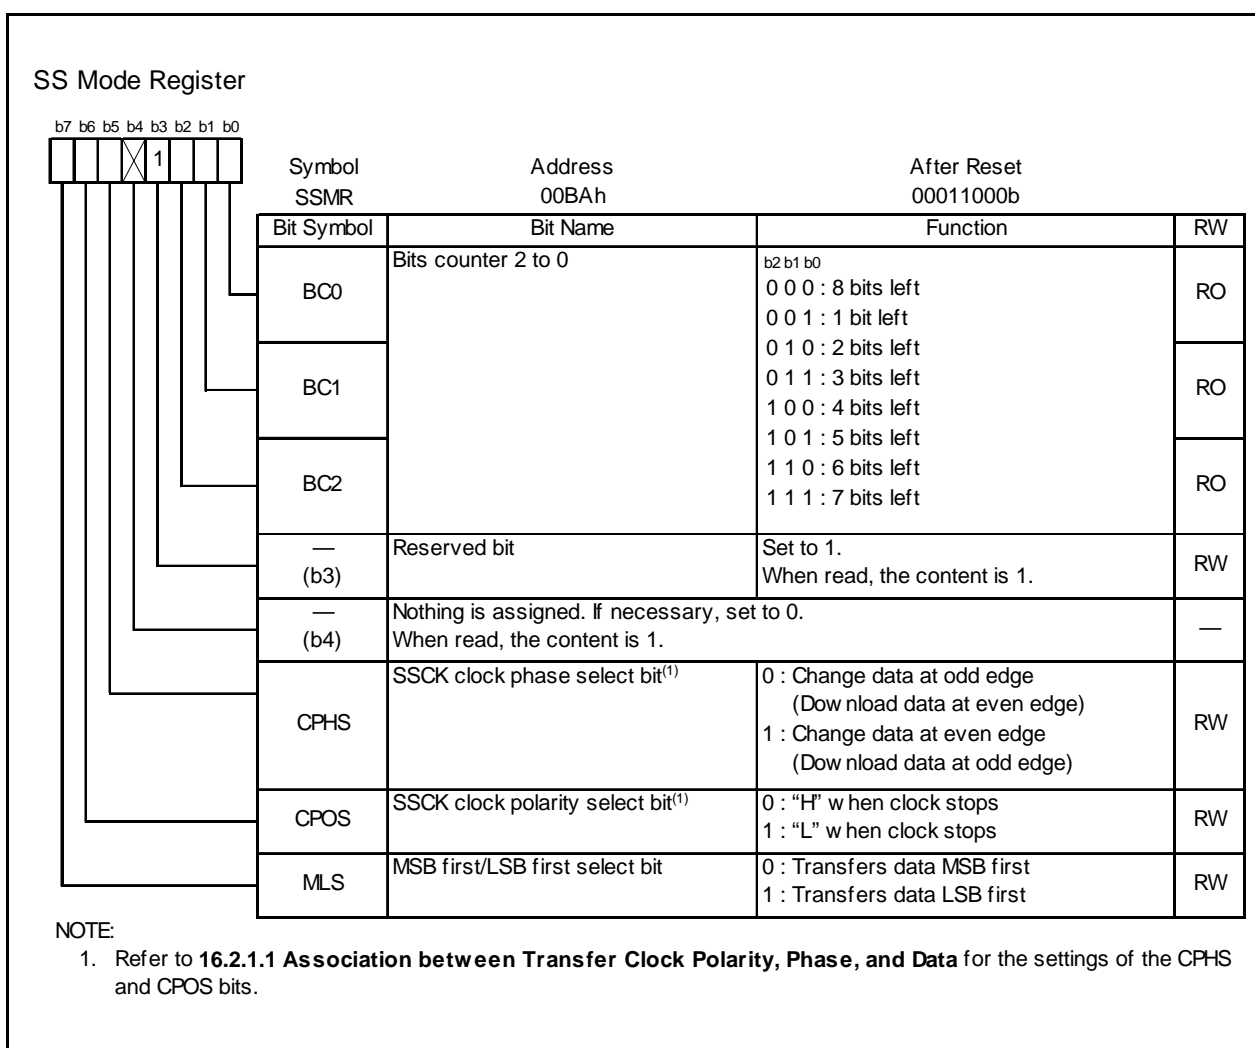 SS Mode Register
b7 b6 b5 b4 b3 b2 b1 b0
1
Symbol Address After Reset
SSMR 00BAh 00011000b
Bit Symbol Bit Name Function RW
BC0 Bits counter 2 to 0 b2 b1 b0 RO
0 0 0 : 8 bits left
0 0 1 : 1 bit left
0 1 0 : 2 bits left
BC1 0 1 1 : 3 bits left RO
1 0 0 : 4 bits left
1 0 1 : 5 bits left
BC2 1 1 0 : 6 bits left RO
1 1 1 : 7 bits left
— Reserved bit Set to 1. RW
(b3) When read, the content is 1.
— Nothing is assigned. If necessary, set to 0. —
(b4) When read, the content is 1.
CPHS SSCK clock phase select bit(1) 0 : Change data at odd edge RW
(Download data at even edge)
1 : Change data at even edge
(Download data at odd edge)
CPOS SSCK clock polarity select bit(1) 0 : “H” when clock stops RW
1 : “L” when clock stops
MLS MSB first/LSB first select bit 0 : Transfers data MSB first RW
1 : Transfers data LSB first
NOTE:
1. Refer to 16.2.1.1 Association between Transfer Clock Polarity, Phase, and Data for the settings of the CPHS
and CPOS bits.